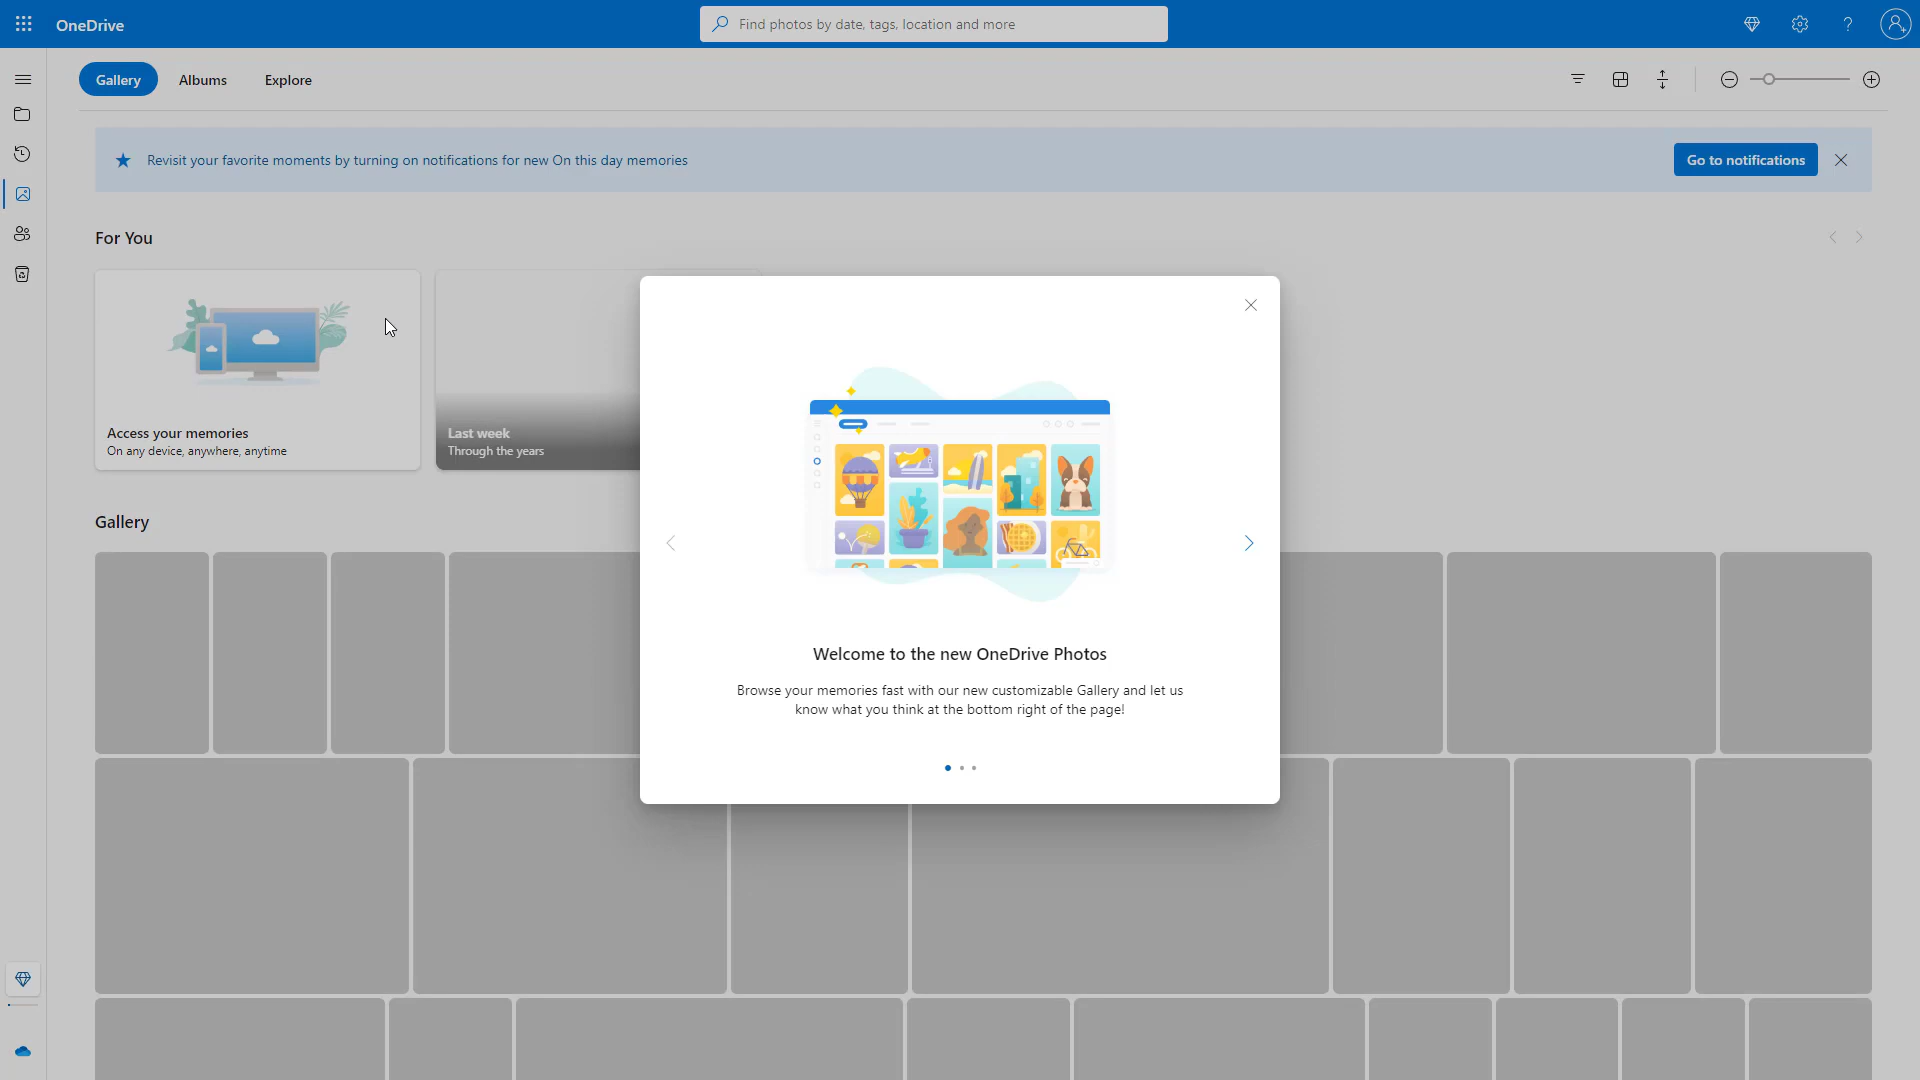 OneDrive
Find photos by date, tags, location and more
Gallery
Albums
Explore
Revisit your favorite moments by turning on notifications for new On this day memories
Go to notifications
For You
Access your memories
On any device, anywhere, anytime
Last week
Through the years
Gallery
Welcome to the new OneDrive Photos
Browse your memories fast with our new customizable Gallery and let us
know what you think at the bottom right of the page!